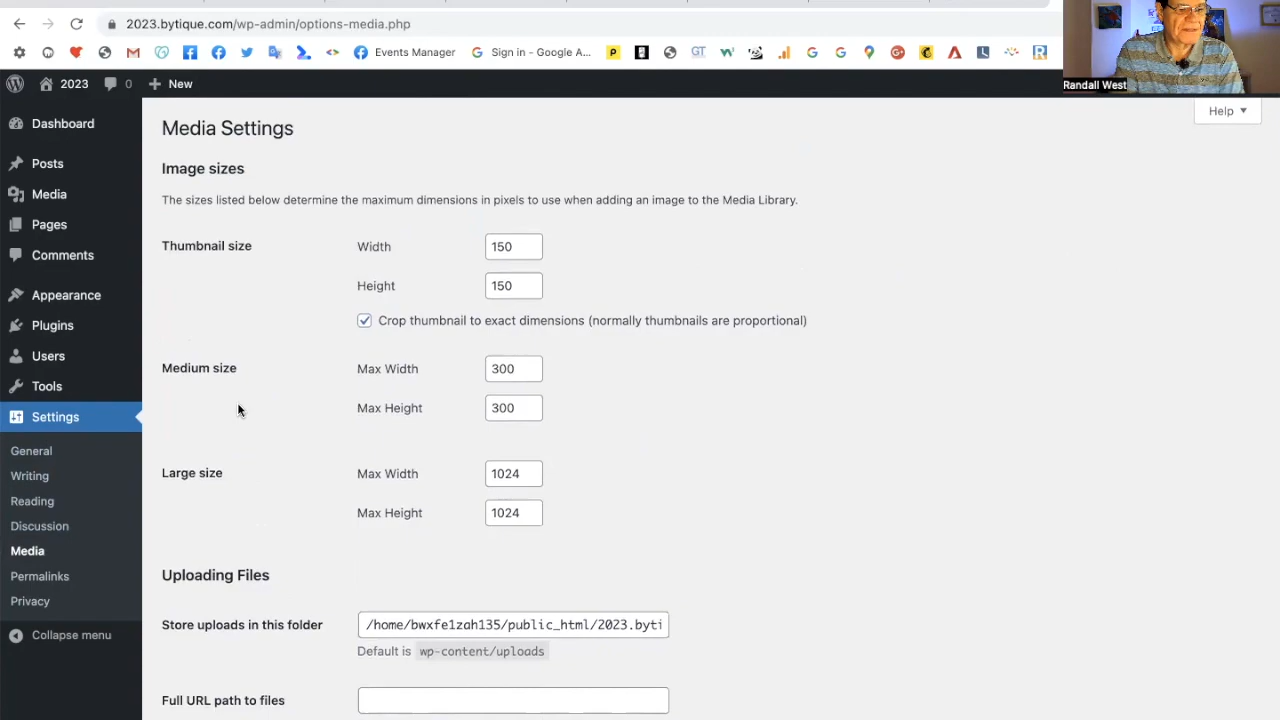 2023.bytique.com/wp-admin/options-media.php
Events Manager
Sign in - Google A...
GT
Randall West
2023
0
New
Help
Dashboard
Posts
Media
Pages
Comments
Appearance
Plugins
Users
Tools
Settings
General
Writing
Reading
Discussion
Media
Permalinks
Privacy
Collapse menu
Media Settings
Image sizes
The sizes listed below determine the maximum dimensions in pixels to use when adding an image to the Media Library.
Thumbnail size
Width 150
Height 150
Crop thumbnail to exact dimensions (normally thumbnails are proportional)
Medium size
Max Width 300
Max Height 300
Large size
Max Width 1024
Max Height 1024
Uploading Files
Store uploads in this folder /home/bwxfe1zah135/public_html/2023.byti
Default is wp-content/uploads
Full URL path to files